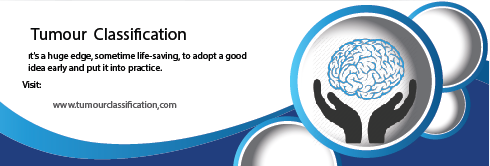 Tumour Classification
it's a huge edge, sometime life-saving, to adopt a good
idea early and put it into practice.
Visit:
www.tumourclassification,com